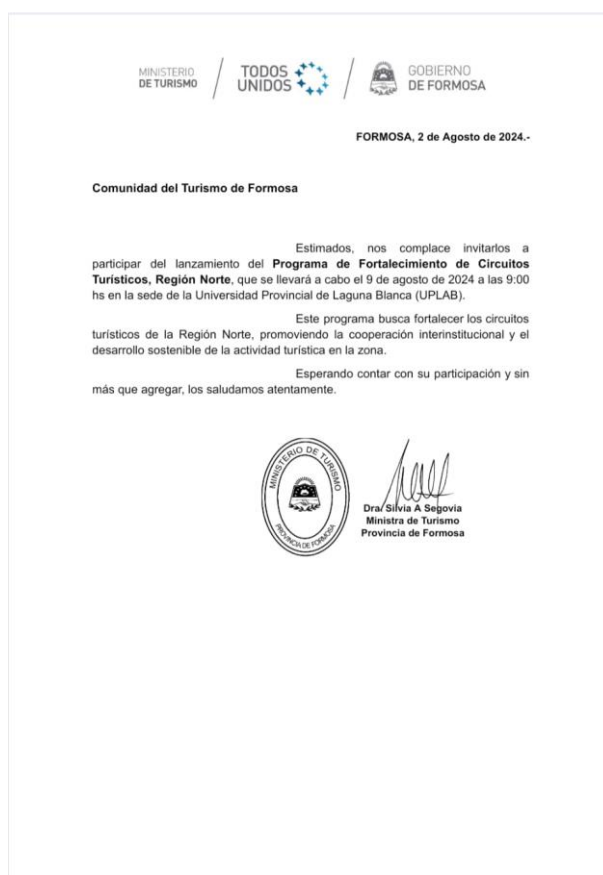 MINISTERIO
DE TURISMO
TODOS
UNIDOS
GOBIERNO
DE FORMOSA
FORMOSA, 2 de Agosto de 2024.-
Comunidad del Turismo de Formosa
Estimados, nos complace invitarlos a
participar del lanzamiento del Programa de Fortalecimiento de Circuitos
Turísticos, Región Norte, que se llevará a cabo el 9 de agosto de 2024 a las 9:00
hs en la sede de la Universidad Provincial de Laguna Blanca (UPLAB).
Este programa busca fortalecer los circuitos
turísticos de la Región Norte, promoviendo la cooperación interinstitucional y el
desarrollo sostenible de la actividad turística en la zona.
Esperando contar con su participación y sin
más que agregar, los saludamos atentamente.
MINISTERIO DE TURISMO
PROVINCIA DE FORMOSA
Dra/ Silvia A Segovia
Ministra de Turismo
Provincia de Formosa